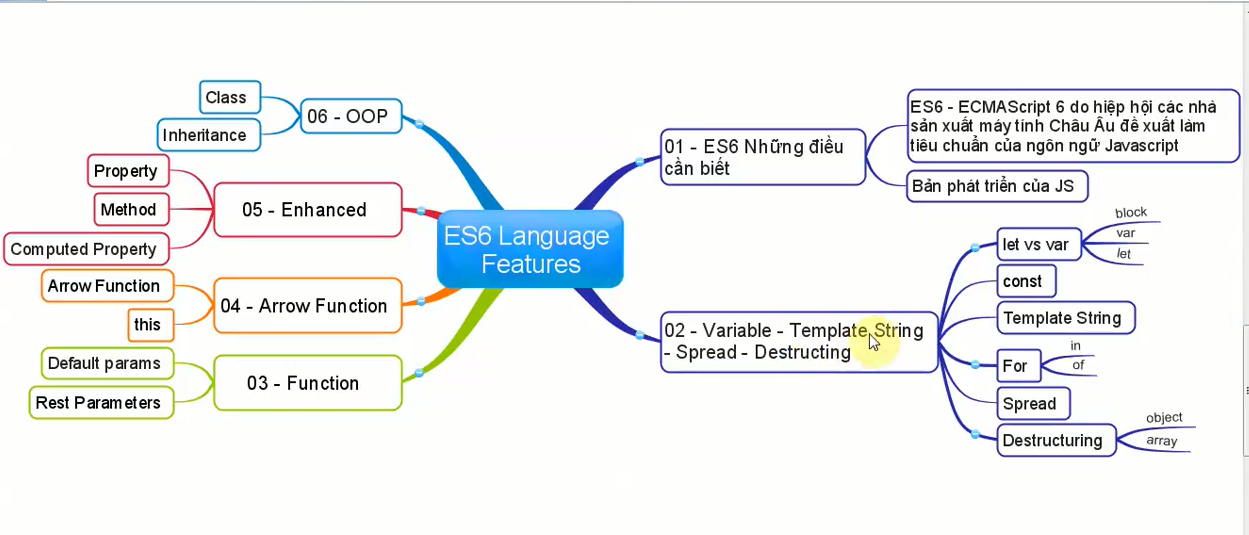 ES6 Language
Features
01 - ES6 Những điều
cần biết
ES6 - ECMAScript 6 do hiệp hội các nhà
sản xuất máy tính Châu Âu đề xuất làm
tiêu chuẩn của ngôn ngữ Javascript
Bản phát triển của JS
02 - Variable - Template String
- Spread - Destructing
let vs var
block
var
let
const
Template String
For
in
of
Spread
Destructuring
object
array
03 - Function
Default params
Rest Parameters
04 - Arrow Function
Arrow Function
this
05 - Enhanced
Property
Method
Computed Property
06 - OOP
Class
Inheritance